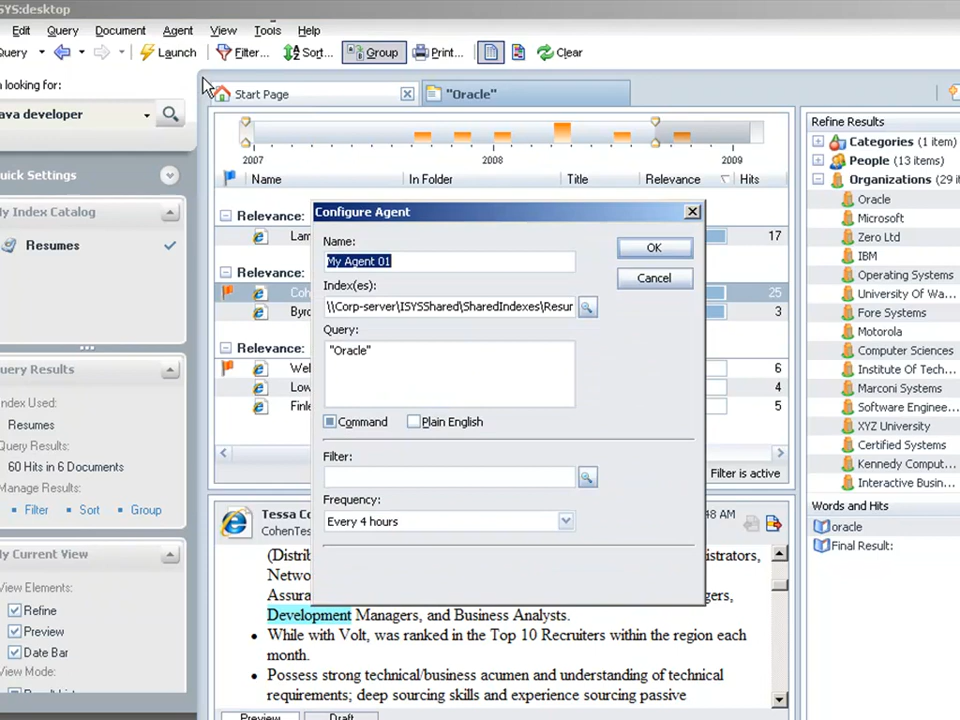 SYS:desktop
Edit Query Document Agent View Tools Help
Query Launch Filter... Sort... Group Print... Clear
looking for:
ava developer
Start Page
"Oracle"
2007 2008 2009
Name In Folder Title Relevance Hits
uick Settings
y Index Catalog
Resumes
Relevance:
Lam 17
Relevance:
Coh 25
Byro 3
Relevance:
Wel 6
Low 4
Finle 5
Filter is active
Configure Agent
Name:
My Agent 01
OK
Index(es):
Cancel
\\Corp-server\ISYSShared\SharedIndexes\Resur
Query:
"Oracle"
Command Plain English
Filter:
Frequency:
Every 4 hours
uery Results
ndex Used:
Resumes
Query Results:
60 Hits in 6 Documents
Manage Results:
Filter Sort Group
y Current View
View Elements:
Refine
Preview
Date Bar
View Mode:
Tessa Co
CohenTes
48 AM
(Distrib
istrators,
Netwo
Assura
ers,
Development Managers, and Business Analysts.
While with Volt, was ranked in the Top 10 Recruiters within the region each
month.
Possess strong technical/business acumen and understanding of technical
requirements; deep sourcing skills and experience sourcing passive
Preview Draft
Refine Results
Categories (1 item)
People (13 items)
Organizations (29 ite
Oracle
Microsoft
Zero Ltd
IBM
Operating Systems
University Of Wa...
Fore Systems
Motorola
Computer Sciences
Institute Of Tech...
Marconi Systems
Software Enginee...
XYZ University
Certified Systems
Kennedy Comput...
Interactive Busin...
Words and Hits
oracle
Final Result: